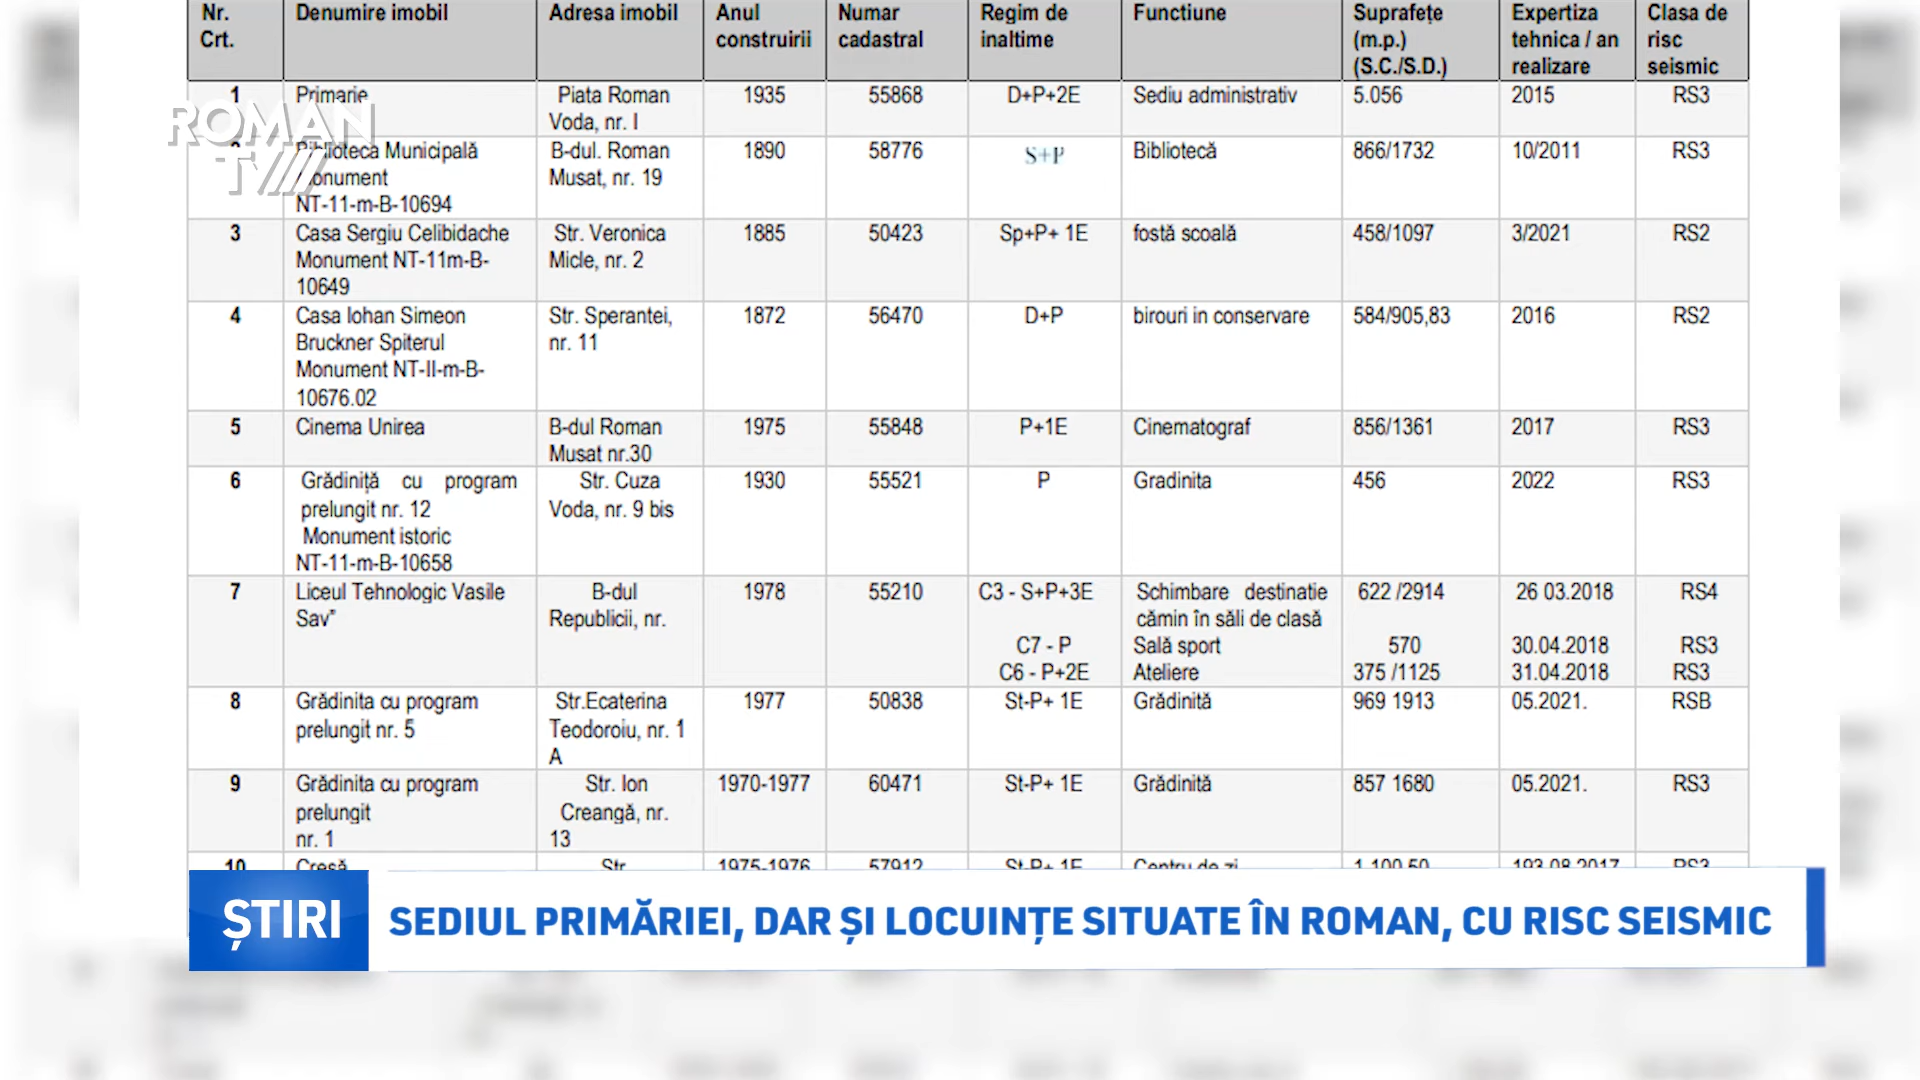 Nr. Crt. Denumire imobil Adresa imobil Anul construirii Numar cadastral Regim de inaltime Functiune Suprafețe (m.p.) (S.C./S.D.) Expertiza tehnica / an realizare Clasa de risc seismic
1 Primarie Piata Roman Voda, nr. I 1935 55868 D+P+2E Sediu administrativ 5.056 2015 RS3
ROMAN
TV
Biblioteca Municipală Monument NT-11-m-B-10694 B-dul. Roman Musat, nr. 19 1890 58776 S+P Bibliotecă 866/1732 10/2011 RS3
3 Casa Sergiu Celibidache Monument NT-11m-B-10649 Str. Veronica Micle, nr. 2 1885 50423 Sp+P+ 1E fostă scoală 458/1097 3/2021 RS2
4 Casa Iohan Simeon Bruckner Spiterul Monument NT-II-m-B-10676.02 Str. Sperantei, nr. 11 1872 56470 D+P birouri in conservare 584/905,83 2016 RS2
5 Cinema Unirea B-dul Roman Musat nr.30 1975 55848 P+1E Cinematograf 856/1361 2017 RS3
6 Grădiniță cu program prelungit nr. 12 Monument istoric NT-11-m-B-10658 Str. Cuza Voda, nr. 9 bis 1930 55521 P Gradinita 456 2022 RS3
7 Liceul Tehnologic Vasile Sav” B-dul Republicii, nr. 1978 55210 C3 - S+P+3E Schimbare destinatie cămin în săli de clasă 622 /2914 26 03.2018 RS4
C7 - P Sală sport 570 30.04.2018 RS3
C6 - P+2E Ateliere 375 /1125 31.04.2018 RS3
8 Grădinita cu program prelungit nr. 5 Str.Ecaterina Teodoroiu, nr. 1 A 1977 50838 St-P+ 1E Grădinită 969 1913 05.2021. RSB
9 Grădinita cu program prelungit nr. 1 Str. Ion Creangă, nr. 13 1970-1977 60471 St-P+ 1E Grădinită 857 1680 05.2021. RS3
10 Cresă Str. 1975-1976 57912 St-P+ 1E Centru de zi 1.100,50 193.08.2017 RS3
ȘTIRI SEDIUL PRIMĂRIEI, DAR ȘI LOCUINȚE SITUATE ÎN ROMAN, CU RISC SEISMIC